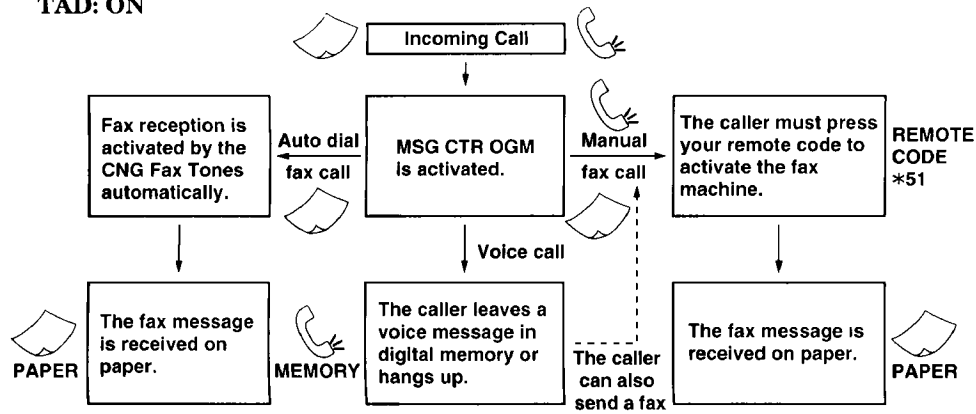 TAD: ON
Incoming Call
Fax reception is
activated by the
CNG Fax Tones
automatically.
Auto dial
fax call
MSG CTR OGM
is activated.
Manual
fax call
The caller must press
your remote code to
activate the fax
machine.
REMOTE
CODE
*51
Voice call
PAPER
The fax message
is received on
paper.
MEMORY
The caller leaves a
voice message in
digital memory or
hangs up.
The caller
can also
send a fax
The fax message is
received on paper.
PAPER